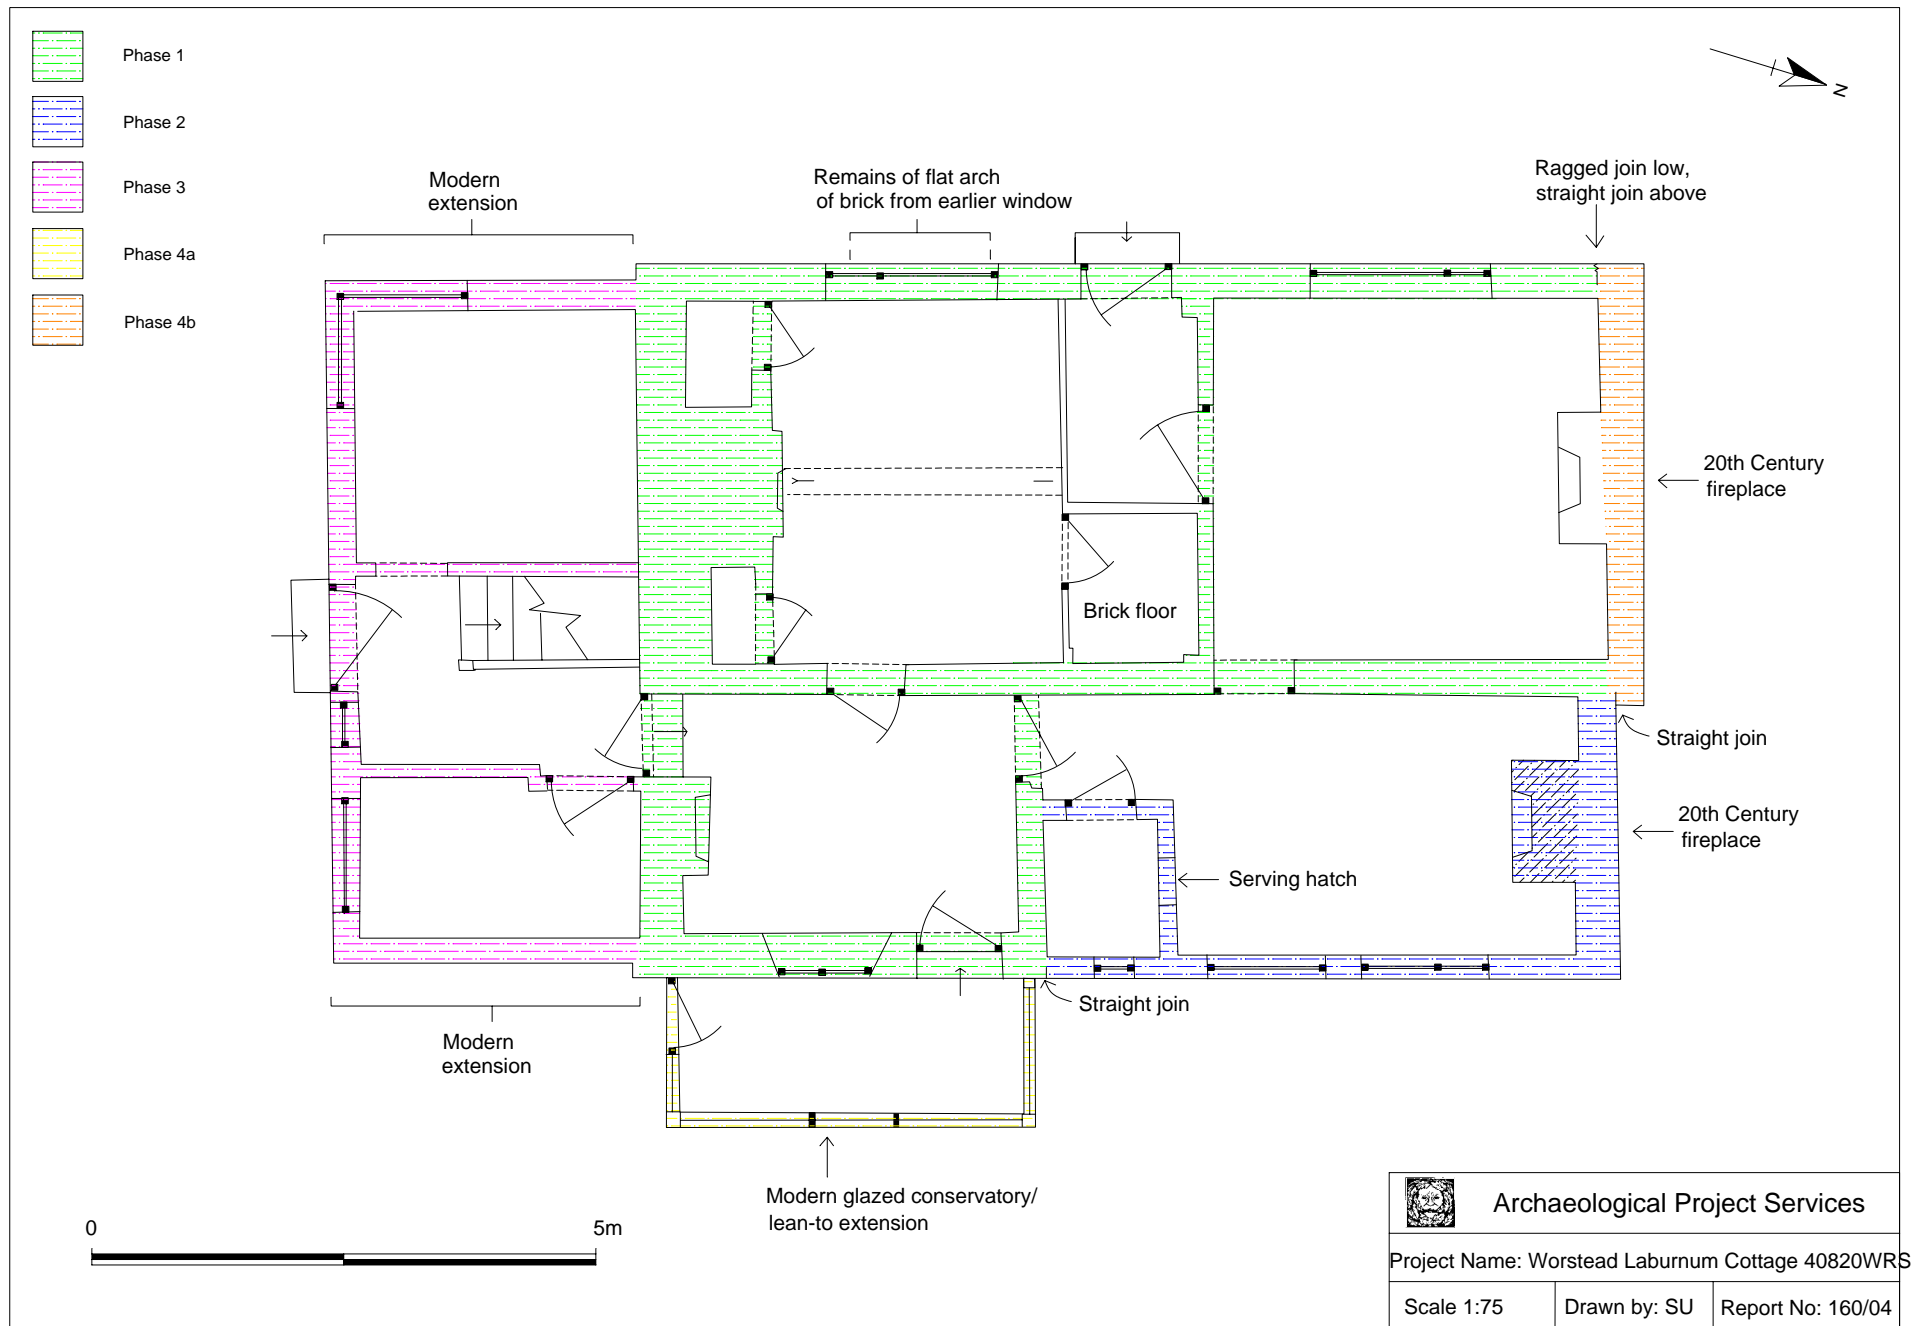 Phase 1
Phase 2
Phase 3
Phase 4a
Phase 4b
N
Modern
extension
Remains of flat arch
of brick from earlier window
Ragged join low,
straight join above
20th Century
fireplace
Brick floor
Straight join
20th Century
fireplace
Serving hatch
Straight join
Modern
extension
Modern glazed conservatory/
lean-to extension
0 5m
Archaeological Project Services
Project Name: Worstead Laburnum Cottage 40820WRS
Scale 1:75 Drawn by: SU Report No: 160/04